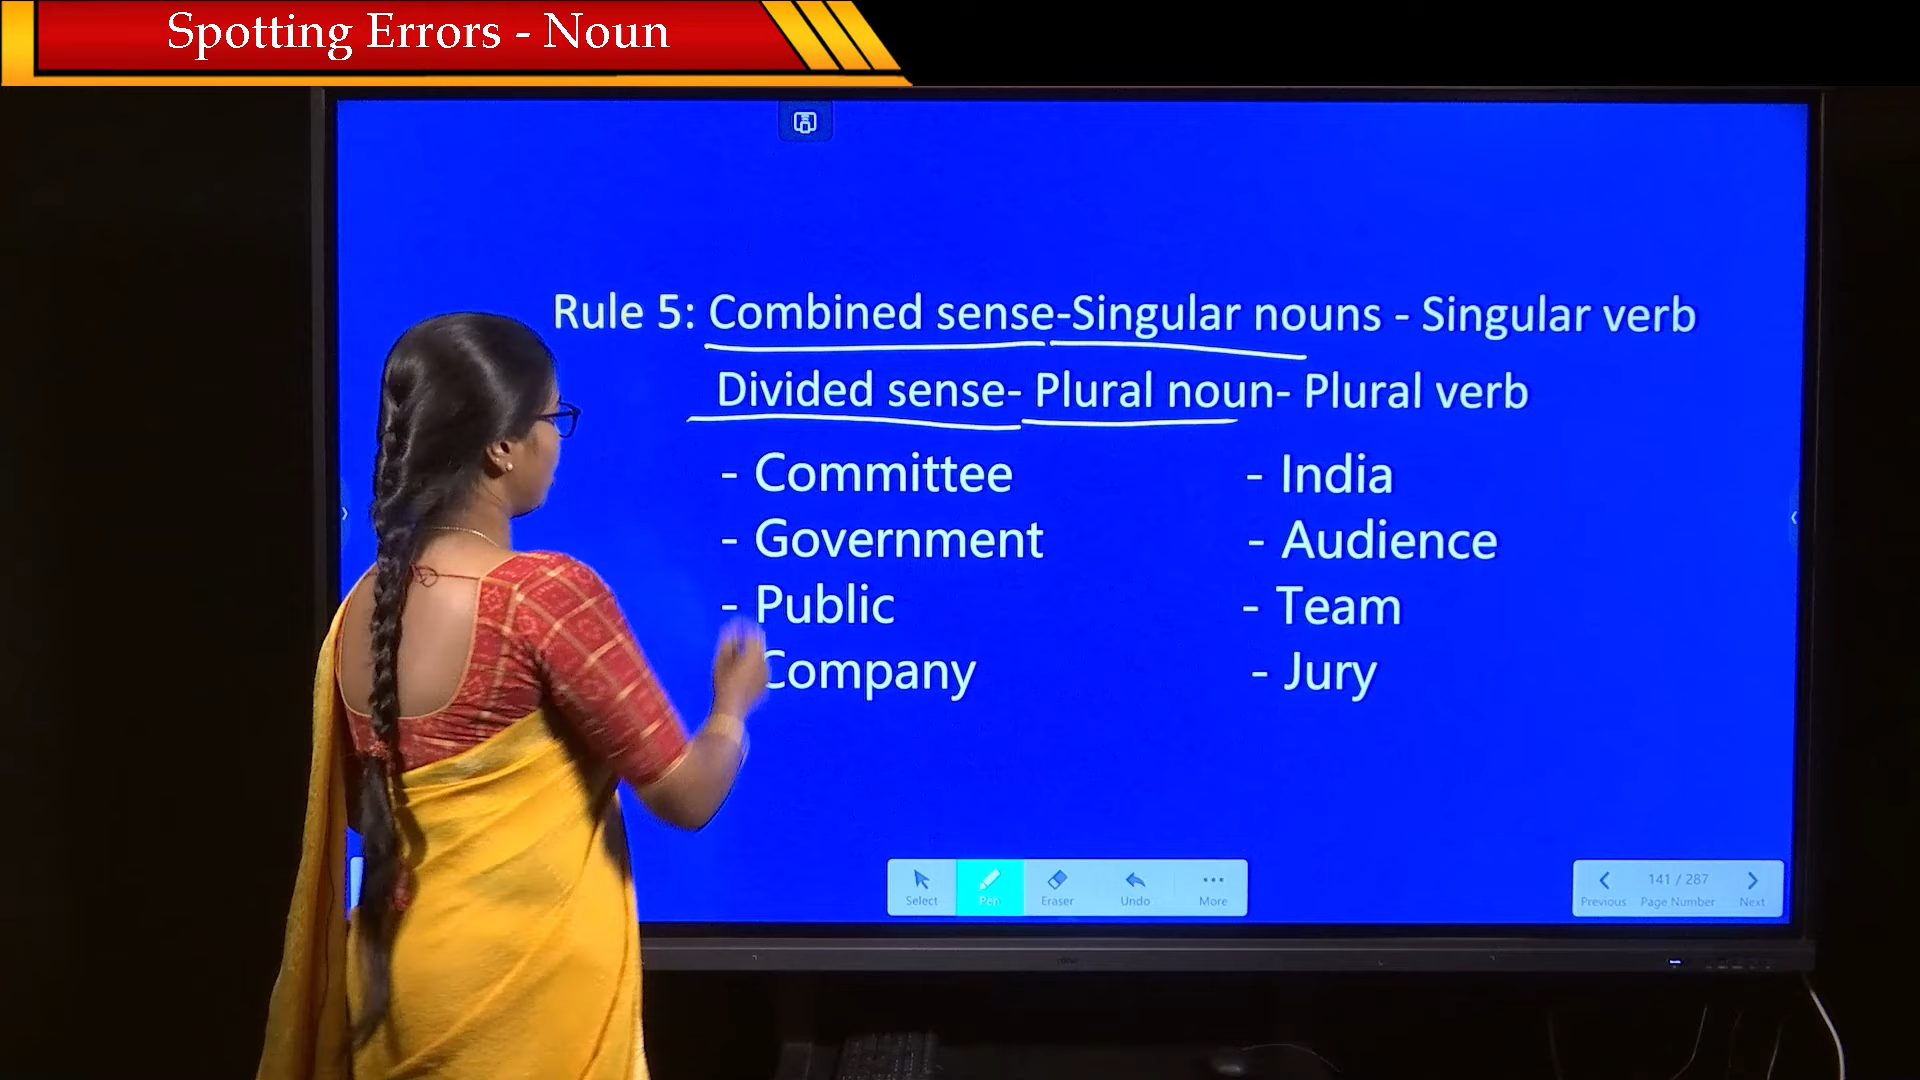 Spotting Errors - Noun
Rule 5: Combined sense-Singular nouns - Singular verb
Divided sense- Plural noun- Plural verb
- Committee
- India
- Government
- Audience
- Public
- Team
Company
- Jury
Select
Pen
Eraser
Undo
More
141 / 287
Previous
Page Number
Next